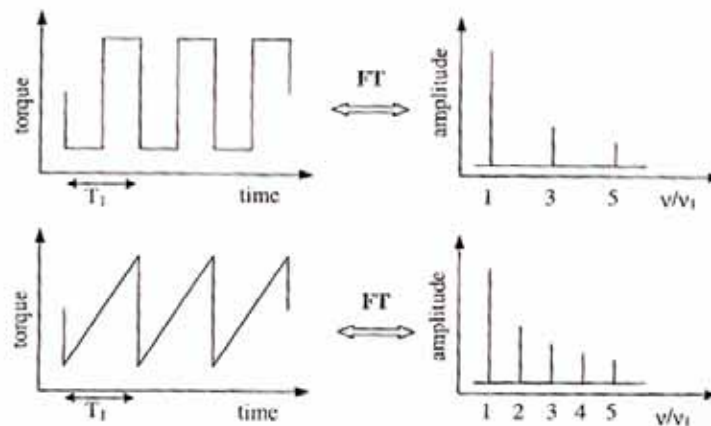 torque
FT
amplitude
T1
time
1 3 5 ν/ν1
torque
FT
amplitude
T1
time
1 2 3 4 5 ν/ν1